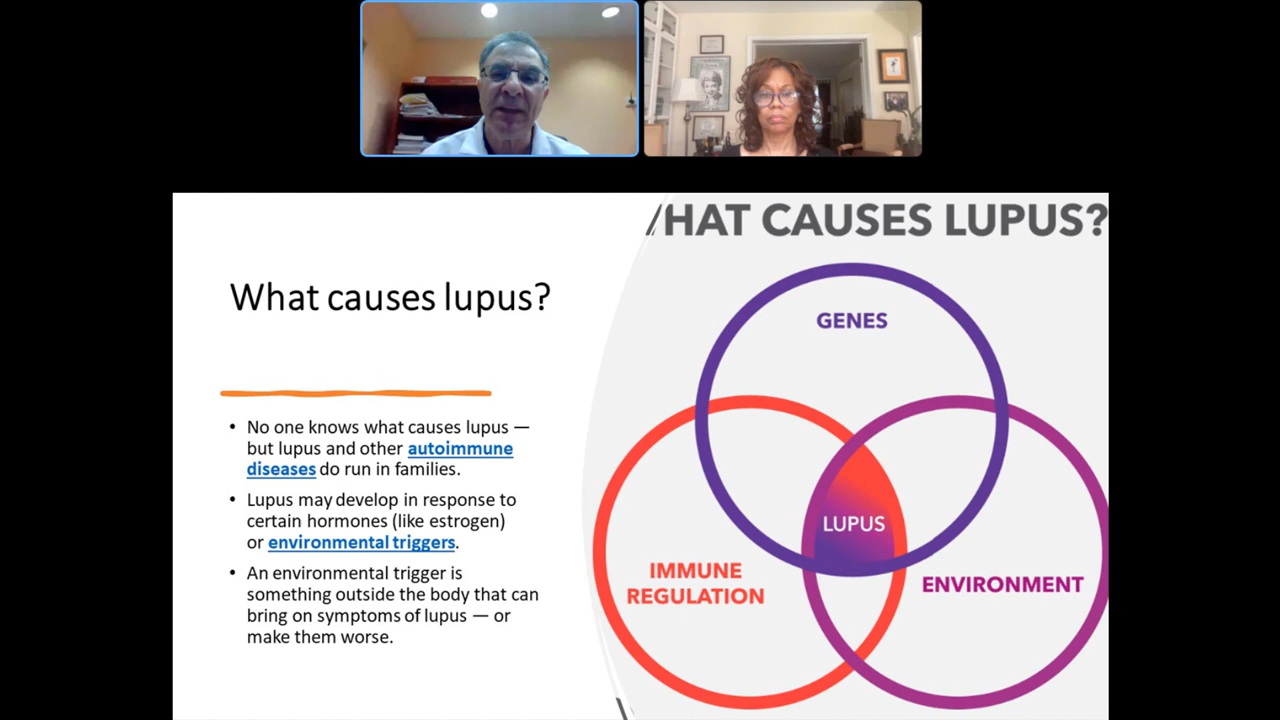 What causes lupus?
• No one knows what causes lupus —
but lupus and other autoimmune
diseases do run in families.
• Lupus may develop in response to
certain hormones (like estrogen)
or environmental triggers.
• An environmental trigger is
something outside the body that can
bring on symptoms of lupus — or
make them worse.
WHAT CAUSES LUPUS?
GENES
LUPUS
IMMUNE
REGULATION
ENVIRONMENT